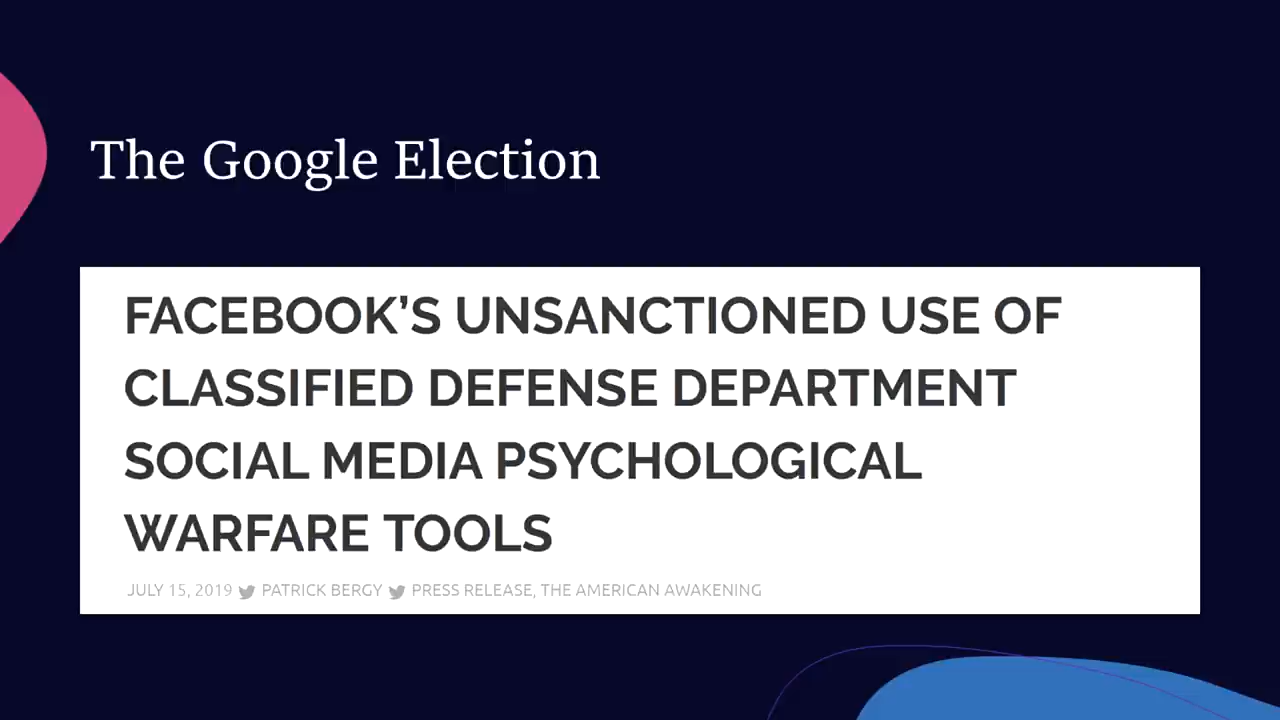 The Google Election
FACEBOOK’S UNSANCTIONED USE OF
CLASSIFIED DEFENSE DEPARTMENT
SOCIAL MEDIA PSYCHOLOGICAL
WARFARE TOOLS
JULY 15, 2019 PATRICK BERGY PRESS RELEASE, THE AMERICAN AWAKENING